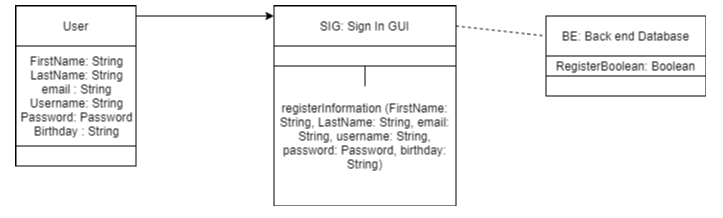 User
FirstName: String
LastName: String
email : String
Username: String
Password: Password
Birthday : String
SIG: Sign In GUI
registerInformation (FirstName:
String, LastName: String, email:
String, username: String,
password: Password, birthday:
String)
BE: Back end Database
RegisterBoolean: Boolean